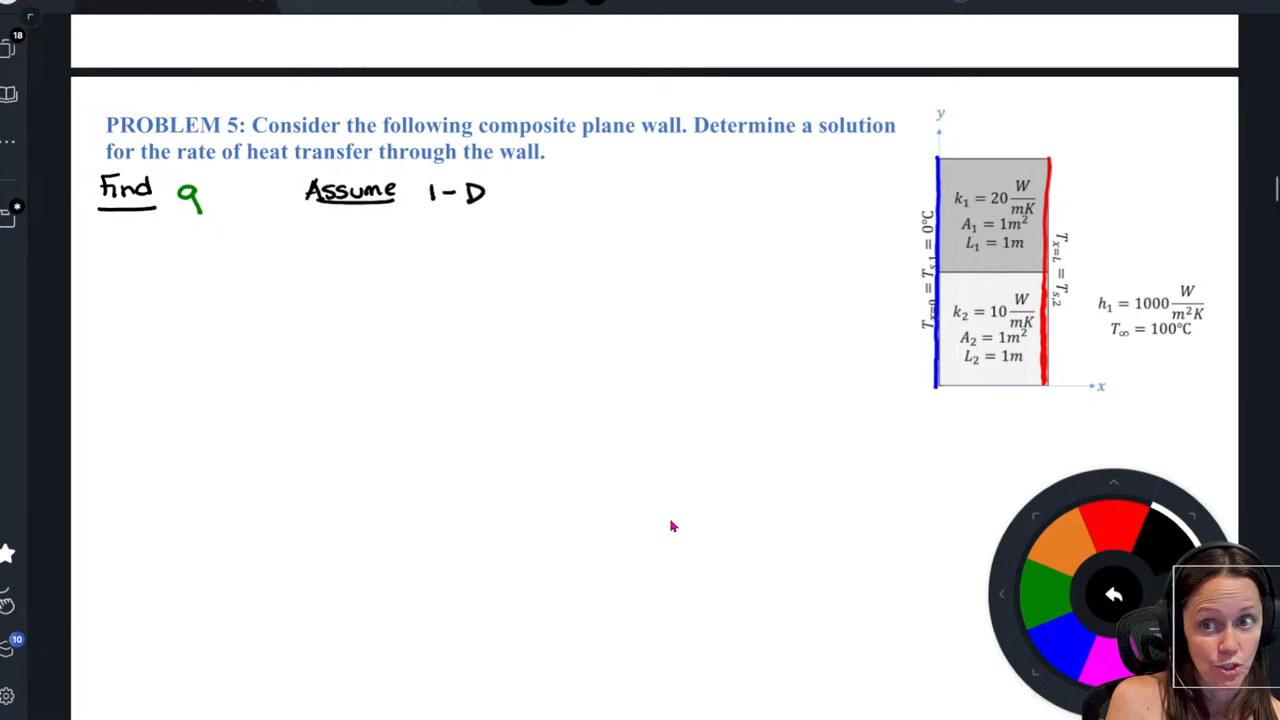 18
PROBLEM 5: Consider the following composite plane wall. Determine a solution
for the rate of heat transfer through the wall.
Find q Assume 1-D
y
k₁ = 20 W/mK
A₁ = 1m²
L₁ = 1m
Tₓ₌₀ = Tₛ,₁ = 0°C
Tₓ₌L = Tₛ,₂
k₂ = 10 W/mK
A₂ = 1m²
L₂ = 1m
h₁ = 1000 W/m²K
T∞ = 100°C
x
10